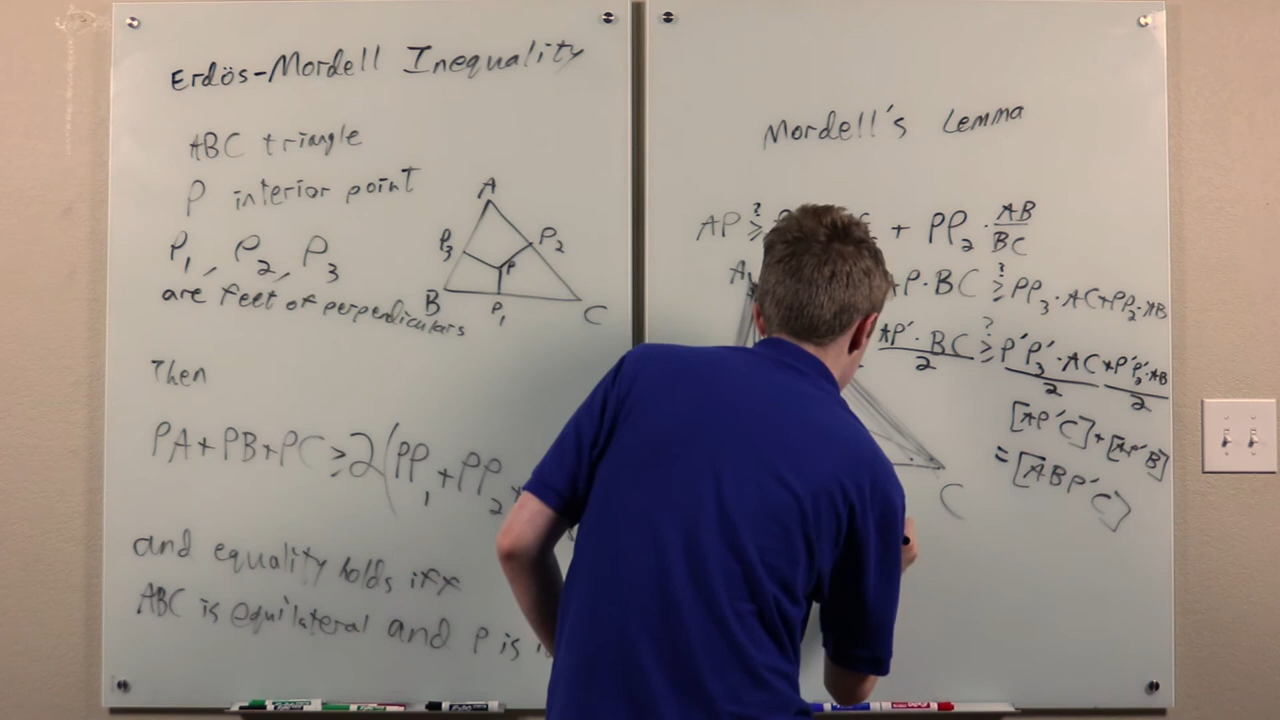 Erdös-Mordell Inequality
ABC triangle
P interior point
P₁, P₂, P₃
are feet of perpendiculars
A
P₃
P₂
P
B
P₁
C
Then
PA+PB+PC≥2(PP₁+PP₂+
and equality holds iff
ABC is equilateral and P is
Mordell's Lemma
AP ≥? + PP₂·AB/BC
A
AP·BC ≥? PP₃·AC+PP₂·AB
AP'·BC/2 ≥? P'P₃'·AC/2+P'P₂'·AB/2
[AP'C]+[AP'B]
=[ABP'C]
C